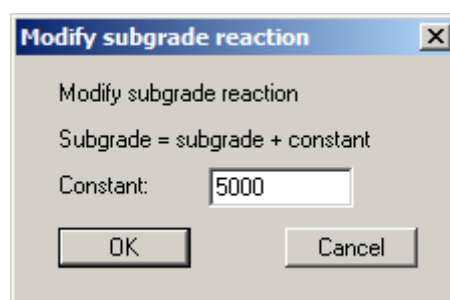 Modify subgrade reaction
Modify subgrade reaction
Subgrade = subgrade + constant
Constant: 5000
OK Cancel